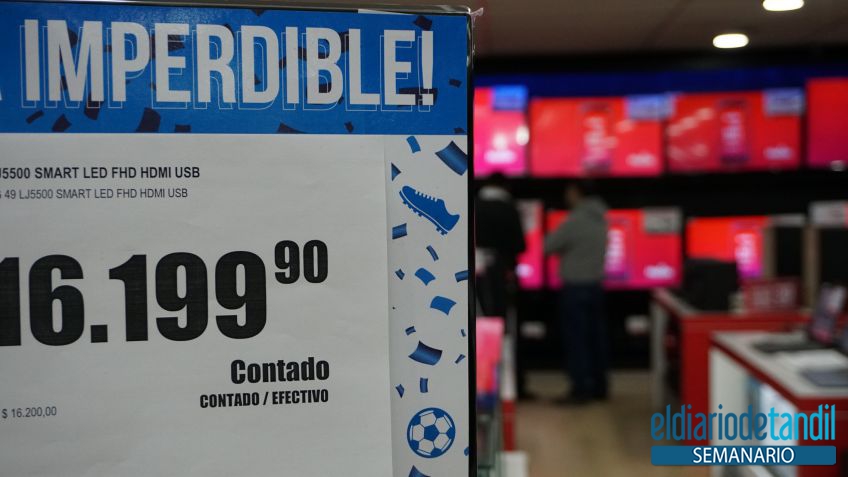 IMPERDIBLE!
J5500 SMART LED FHD HDMI USB
49 LJ5500 SMART LED FHD HDMI USB
16.199 90
Contado
CONTADO / EFECTIVO
$ 16.200,00
eldiariodetandil
SEMANARIO